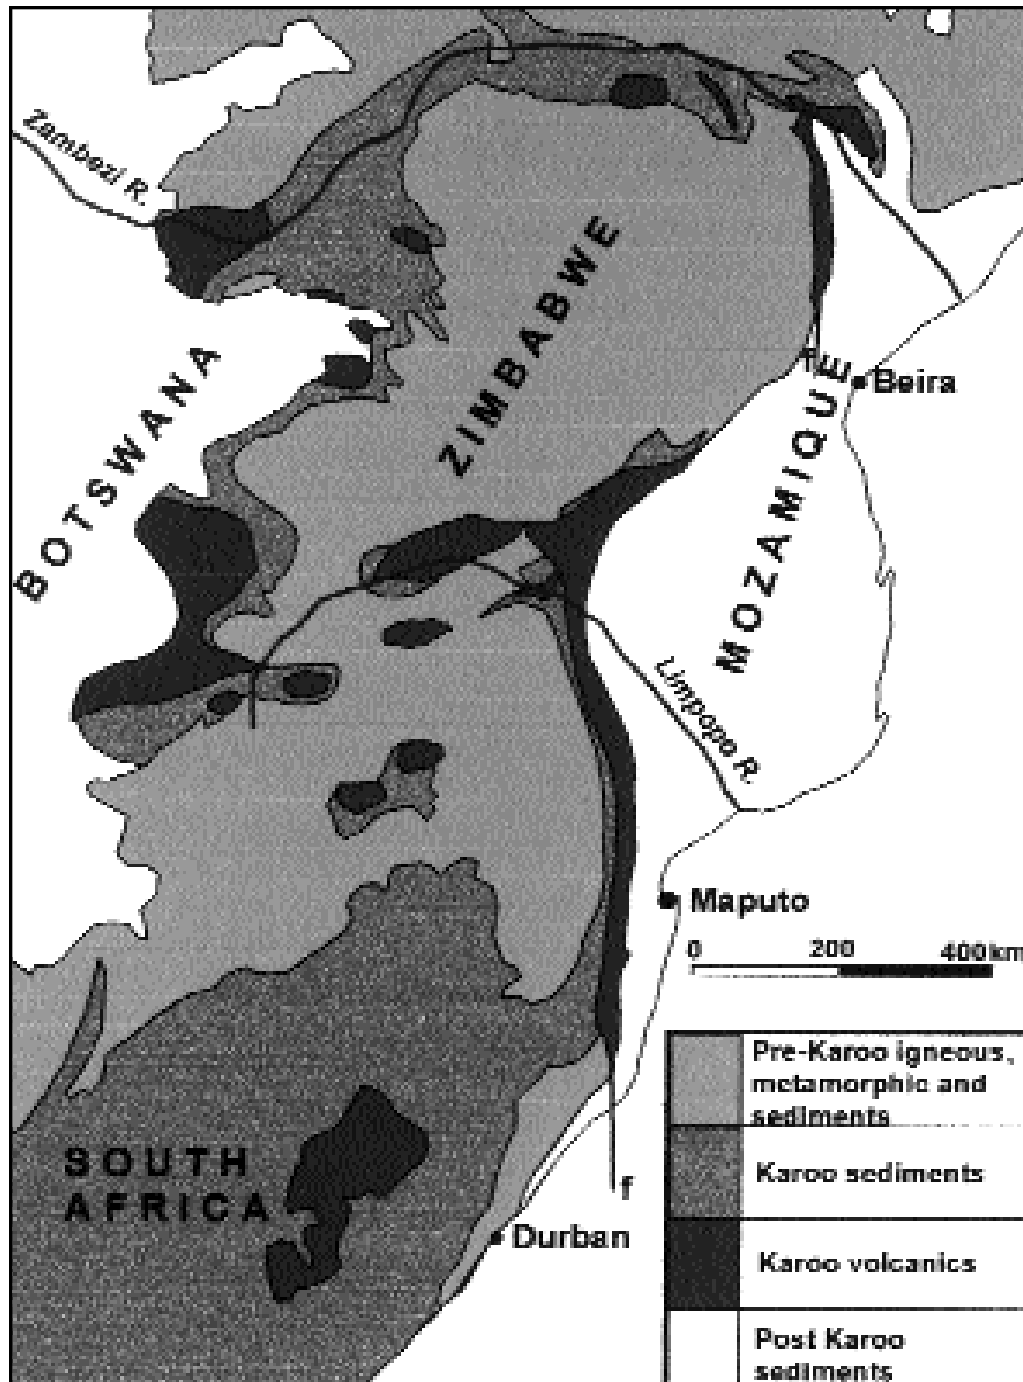 Zambezi R.
BOTSWANA
ZIMBABWE
MOZAMIQUE
Beira
Limpopo R.
Maputo
0 200 400km
SOUTH
AFRICA
f
Durban
Pre-Karoo igneous,
metamorphic and
sediments
Karoo sediments
Karoo volcanics
Post Karoo
sediments